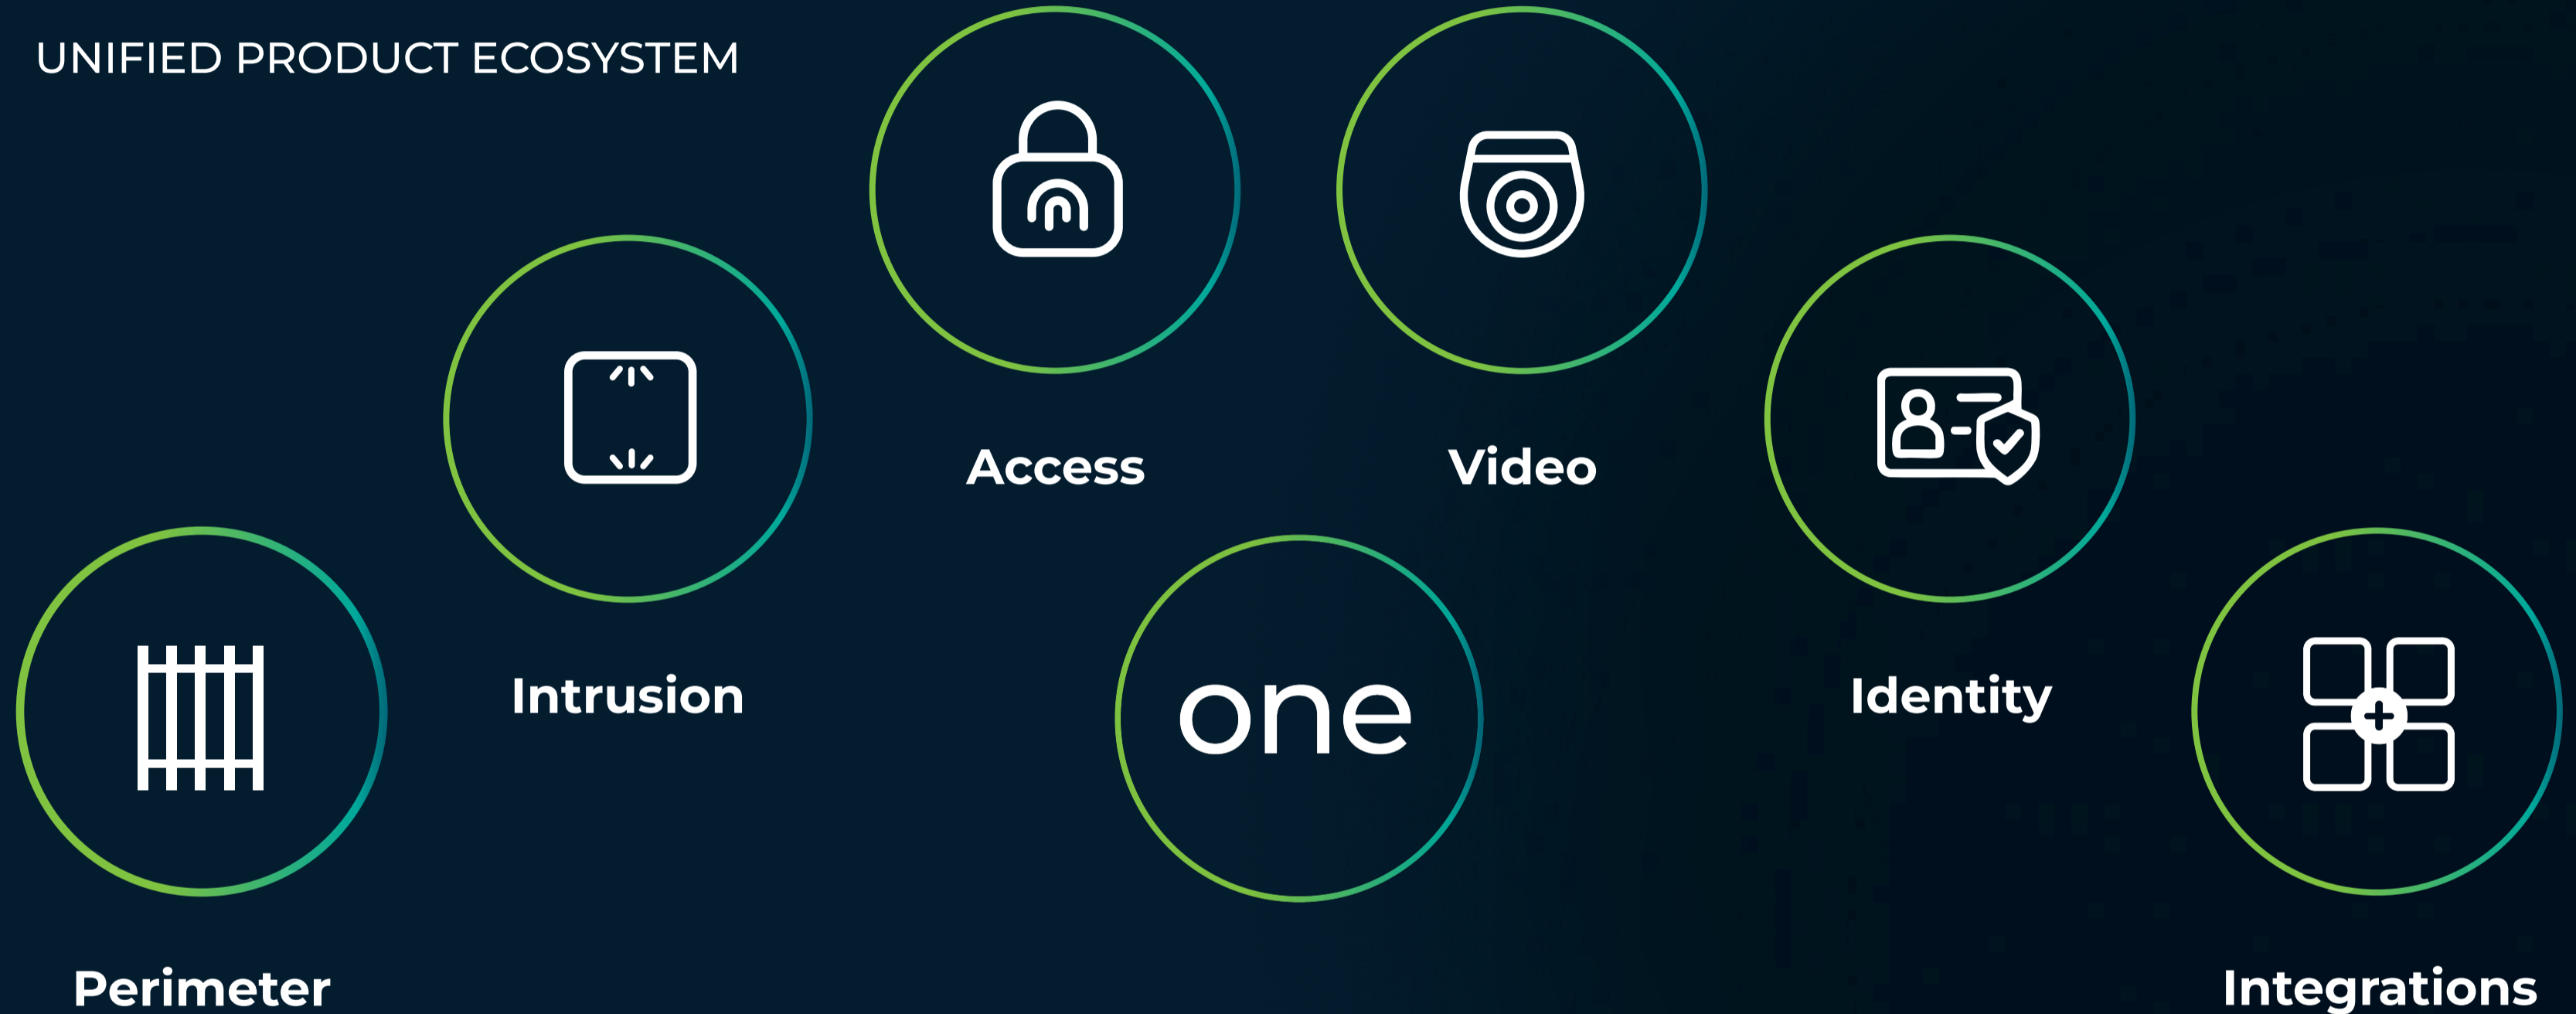 UNIFIED PRODUCT ECOSYSTEM
Access
Video
Intrusion
Identity
one
Perimeter
Integrations